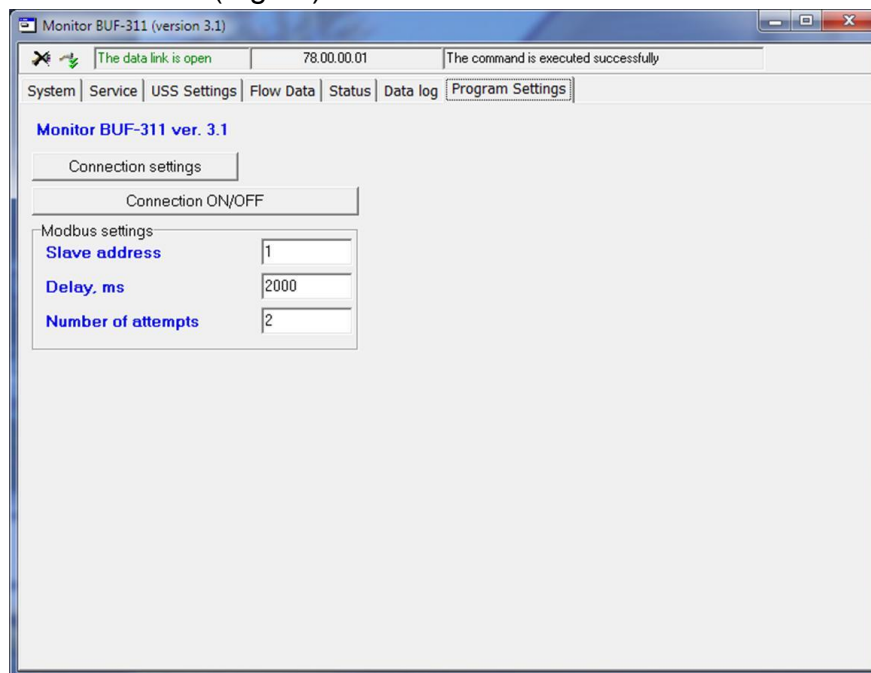 Monitor BUF-311 (version 3.1)
The data link is open 78.00.00.01 The command is executed successfully
System Service USS Settings Flow Data Status Data log Program Settings
Monitor BUF-311 ver. 3.1
Connection settings
Connection ON/OFF
Modbus settings
Slave address 1
Delay, ms 2000
Number of attempts 2